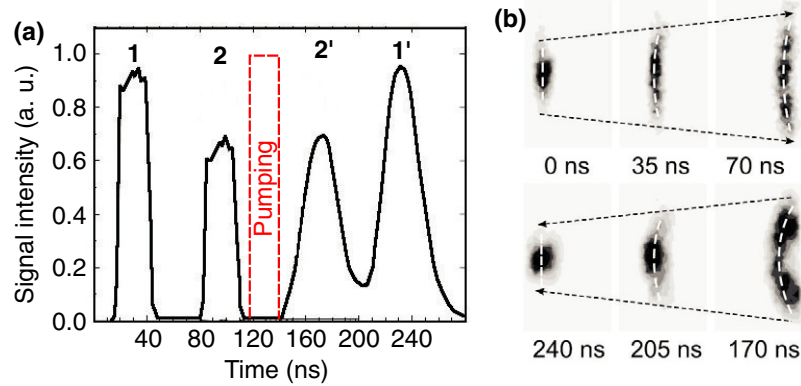 (a)
Signal intensity (a. u.)
1.0
0.8
0.6
0.4
0.2
0.0
1 2 2' 1'
Pumping
40 80 120 160 200 240
Time (ns)
(b)
0 ns 35 ns 70 ns
240 ns 205 ns 170 ns